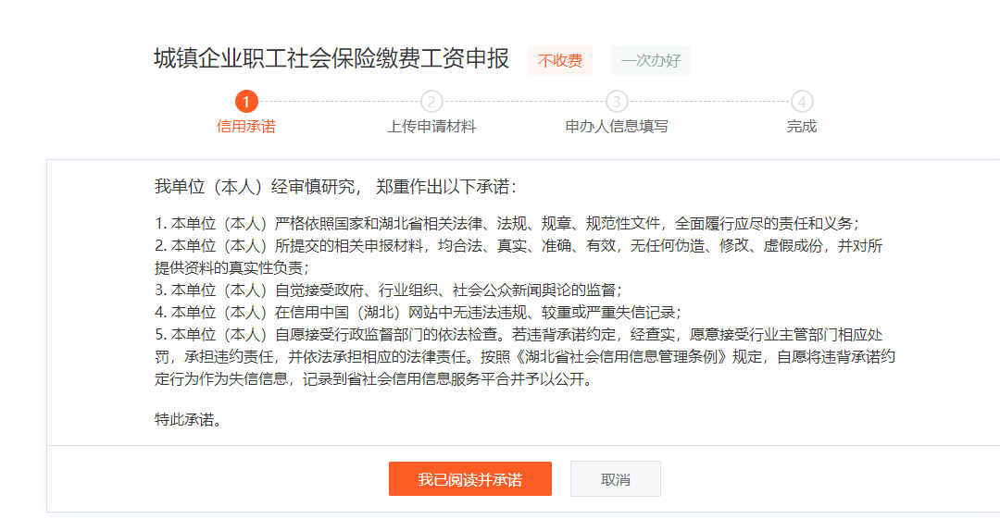 城镇企业职工社会保险缴费工资申报 不收费 一次办好
1 2 3 4
信用承诺 上传申请材料 申办人信息填写 完成
我单位（本人）经审慎研究， 郑重作出以下承诺：
1. 本单位（本人）严格依照国家和湖北省相关法律、法规、规章、规范性文件，全面履行应尽的责任和义务；
2. 本单位（本人）所提交的相关申报材料，均合法、真实、准确、有效，无任何伪造、修改、虚假成份，并对所
提供资料的真实性负责；
3. 本单位（本人）自觉接受政府、行业组织、社会公众新闻舆论的监督；
4. 本单位（本人）在信用中国（湖北）网站中无违法违规、较重或严重失信记录；
5. 本单位（本人）自愿接受行政监督部门的依法检查。若违背承诺约定，经查实，愿意接受行业主管部门相应处
罚，承担违约责任，并依法承担相应的法律责任。按照《湖北省社会信用信息管理条例》规定，自愿将违背承诺约
定行为作为失信信息，记录到省社会信用信息服务平台并予以公开。
特此承诺。
我已阅读并承诺 取消